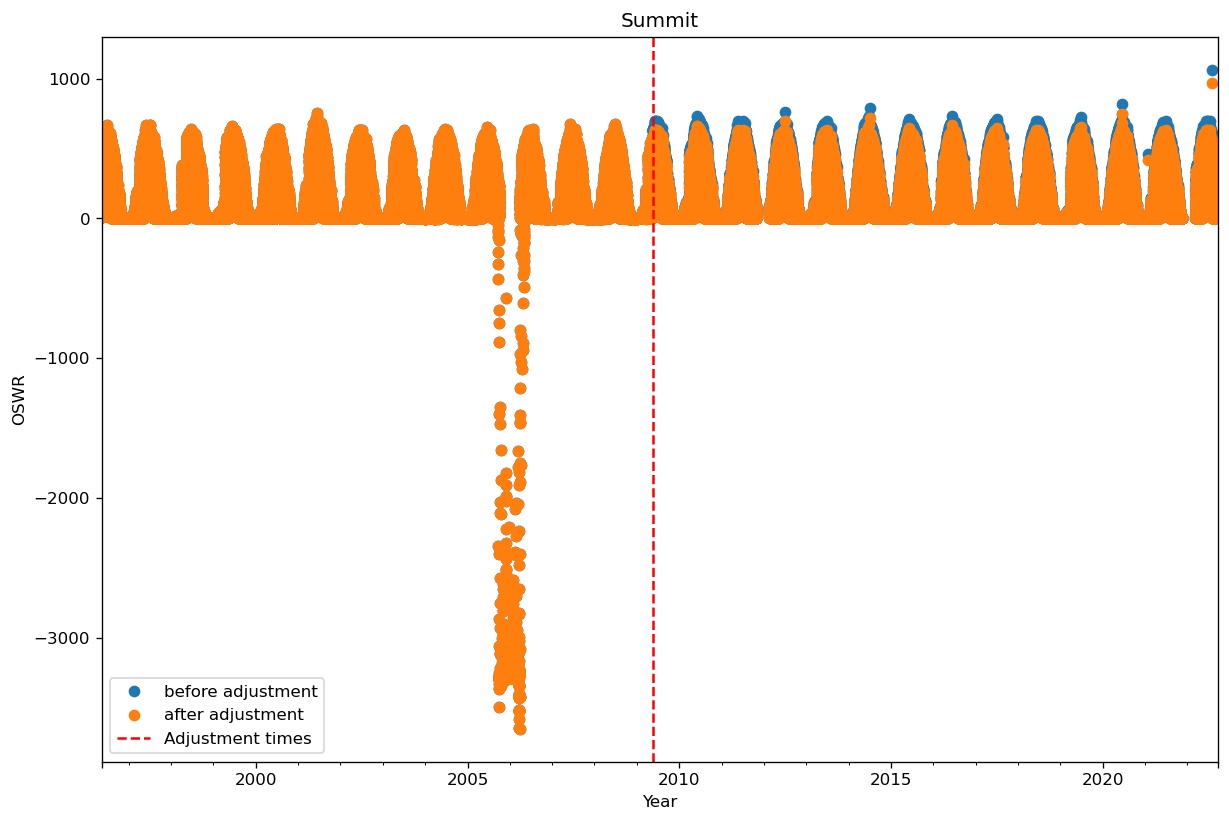 Summit
1000
0
−1000
−2000
−3000
OSWR
before adjustment
after adjustment
Adjustment times
2000
2005
2010
2015
2020
Year